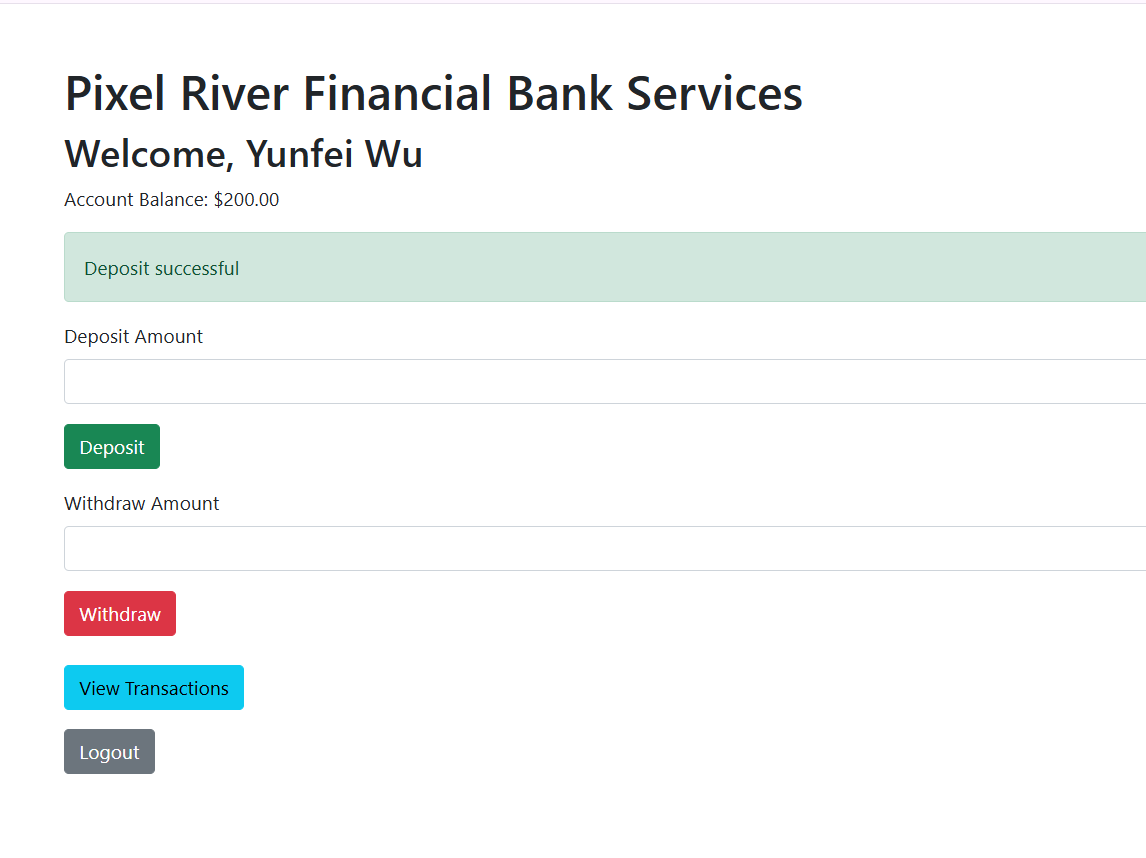 Pixel River Financial Bank Services
Welcome, Yunfei Wu
Account Balance: $200.00
Deposit successful
Deposit Amount
Deposit
Withdraw Amount
Withdraw
View Transactions
Logout